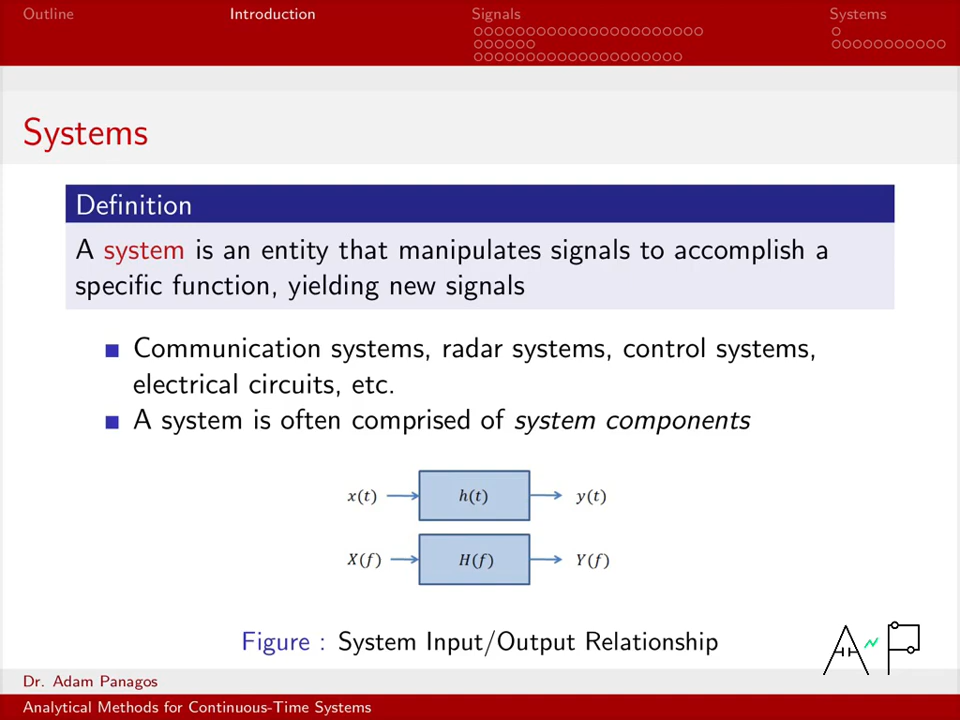 Outline
Introduction
Signals
Systems
Systems
Definition
A system is an entity that manipulates signals to accomplish a
specific function, yielding new signals
Communication systems, radar systems, control systems,
electrical circuits, etc.
A system is often comprised of system components
x(t) h(t) y(t)
X(f) H(f) Y(f)
Figure : System Input/Output Relationship
AP
Dr. Adam Panagos
Analytical Methods for Continuous-Time Systems